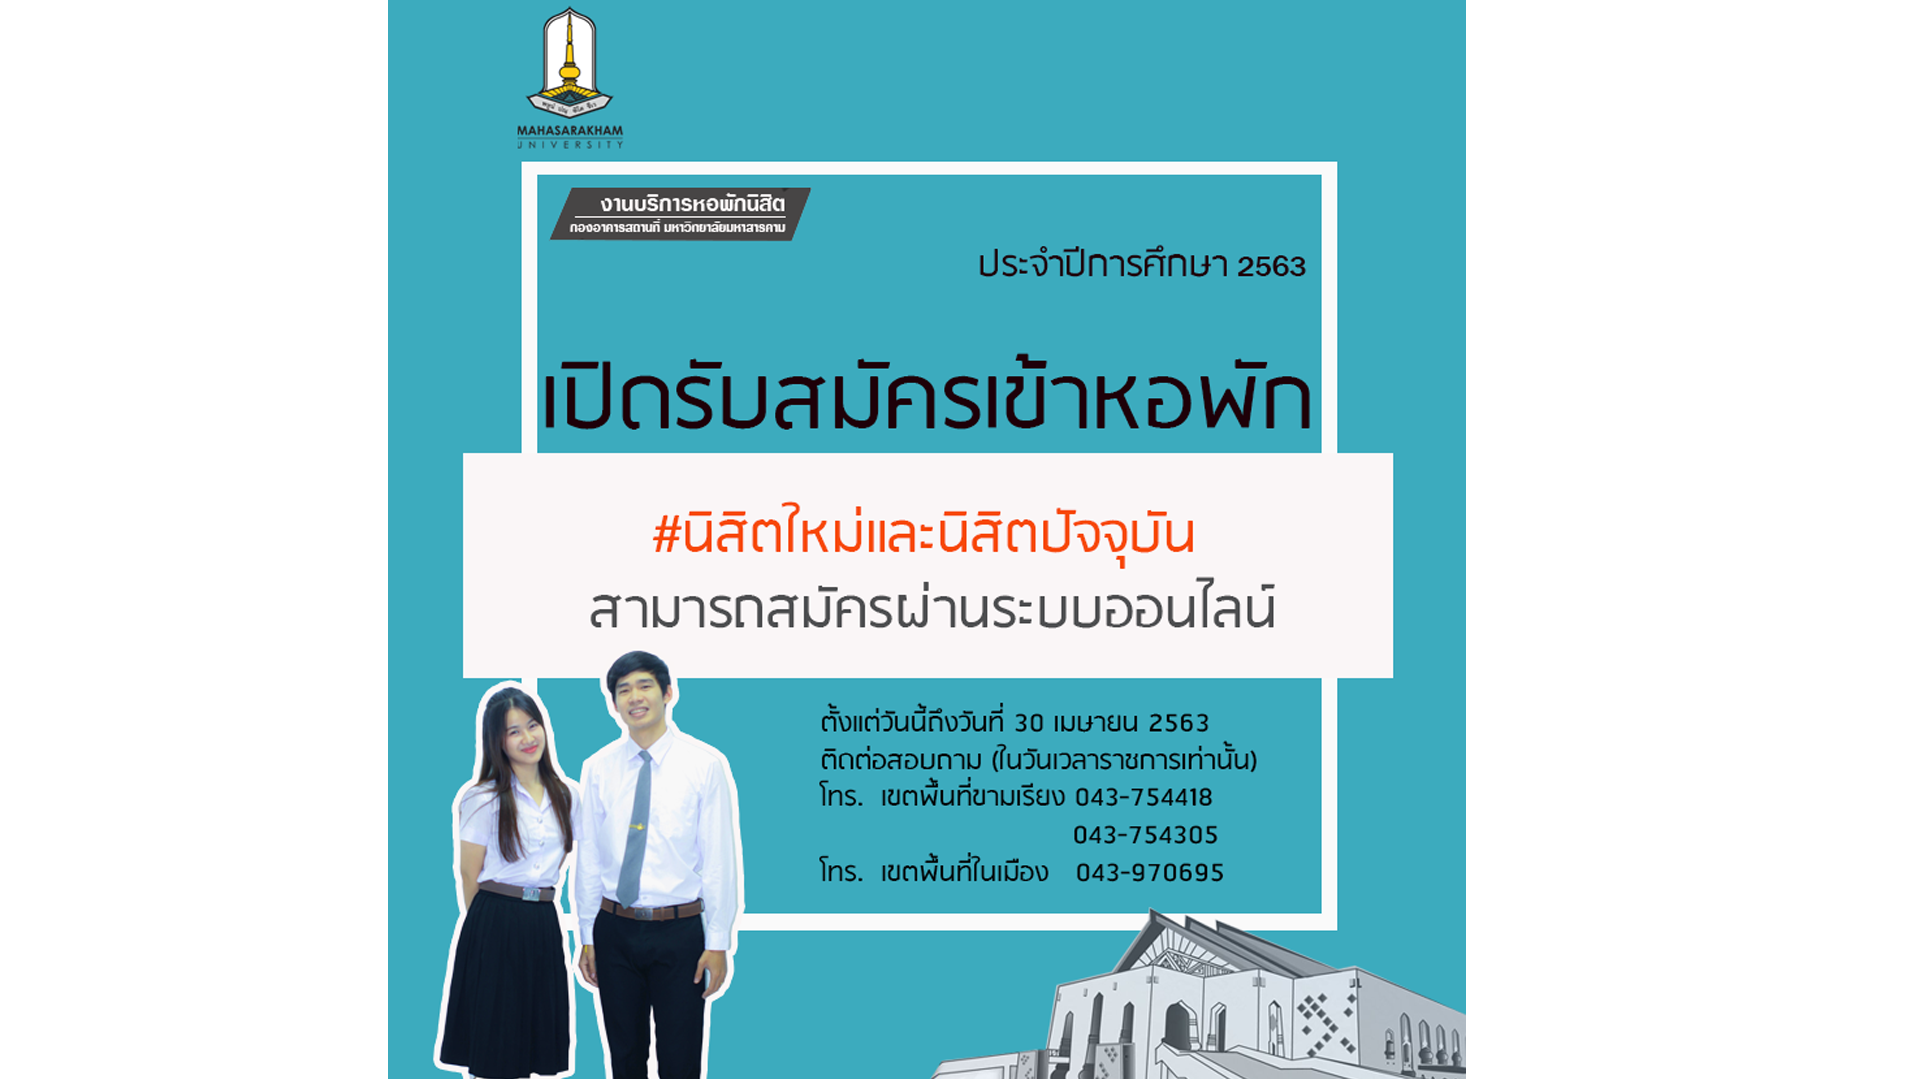 MAHASARAKHAM
UNIVERSITY
งานบริการหอพักนิสิต
กองอาคารสถานที่ มหาวิทยาลัยมหาสารคาม
ประจำปีการศึกษา 2563
เปิดรับสมัครเข้าหอพัก
#นิสิตใหม่และนิสิตปัจจุบัน
สามารถสมัครผ่านระบบออนไลน์
ตั้งแต่วันนี้ถึงวันที่ 30 เมษายน 2563
ติดต่อสอบถาม (ในวันเวลาราชการเท่านั้น)
โทร. เขตพื้นที่ขามเรียง 043-754418
043-754305
โทร. เขตพื้นที่ในเมือง 043-970695